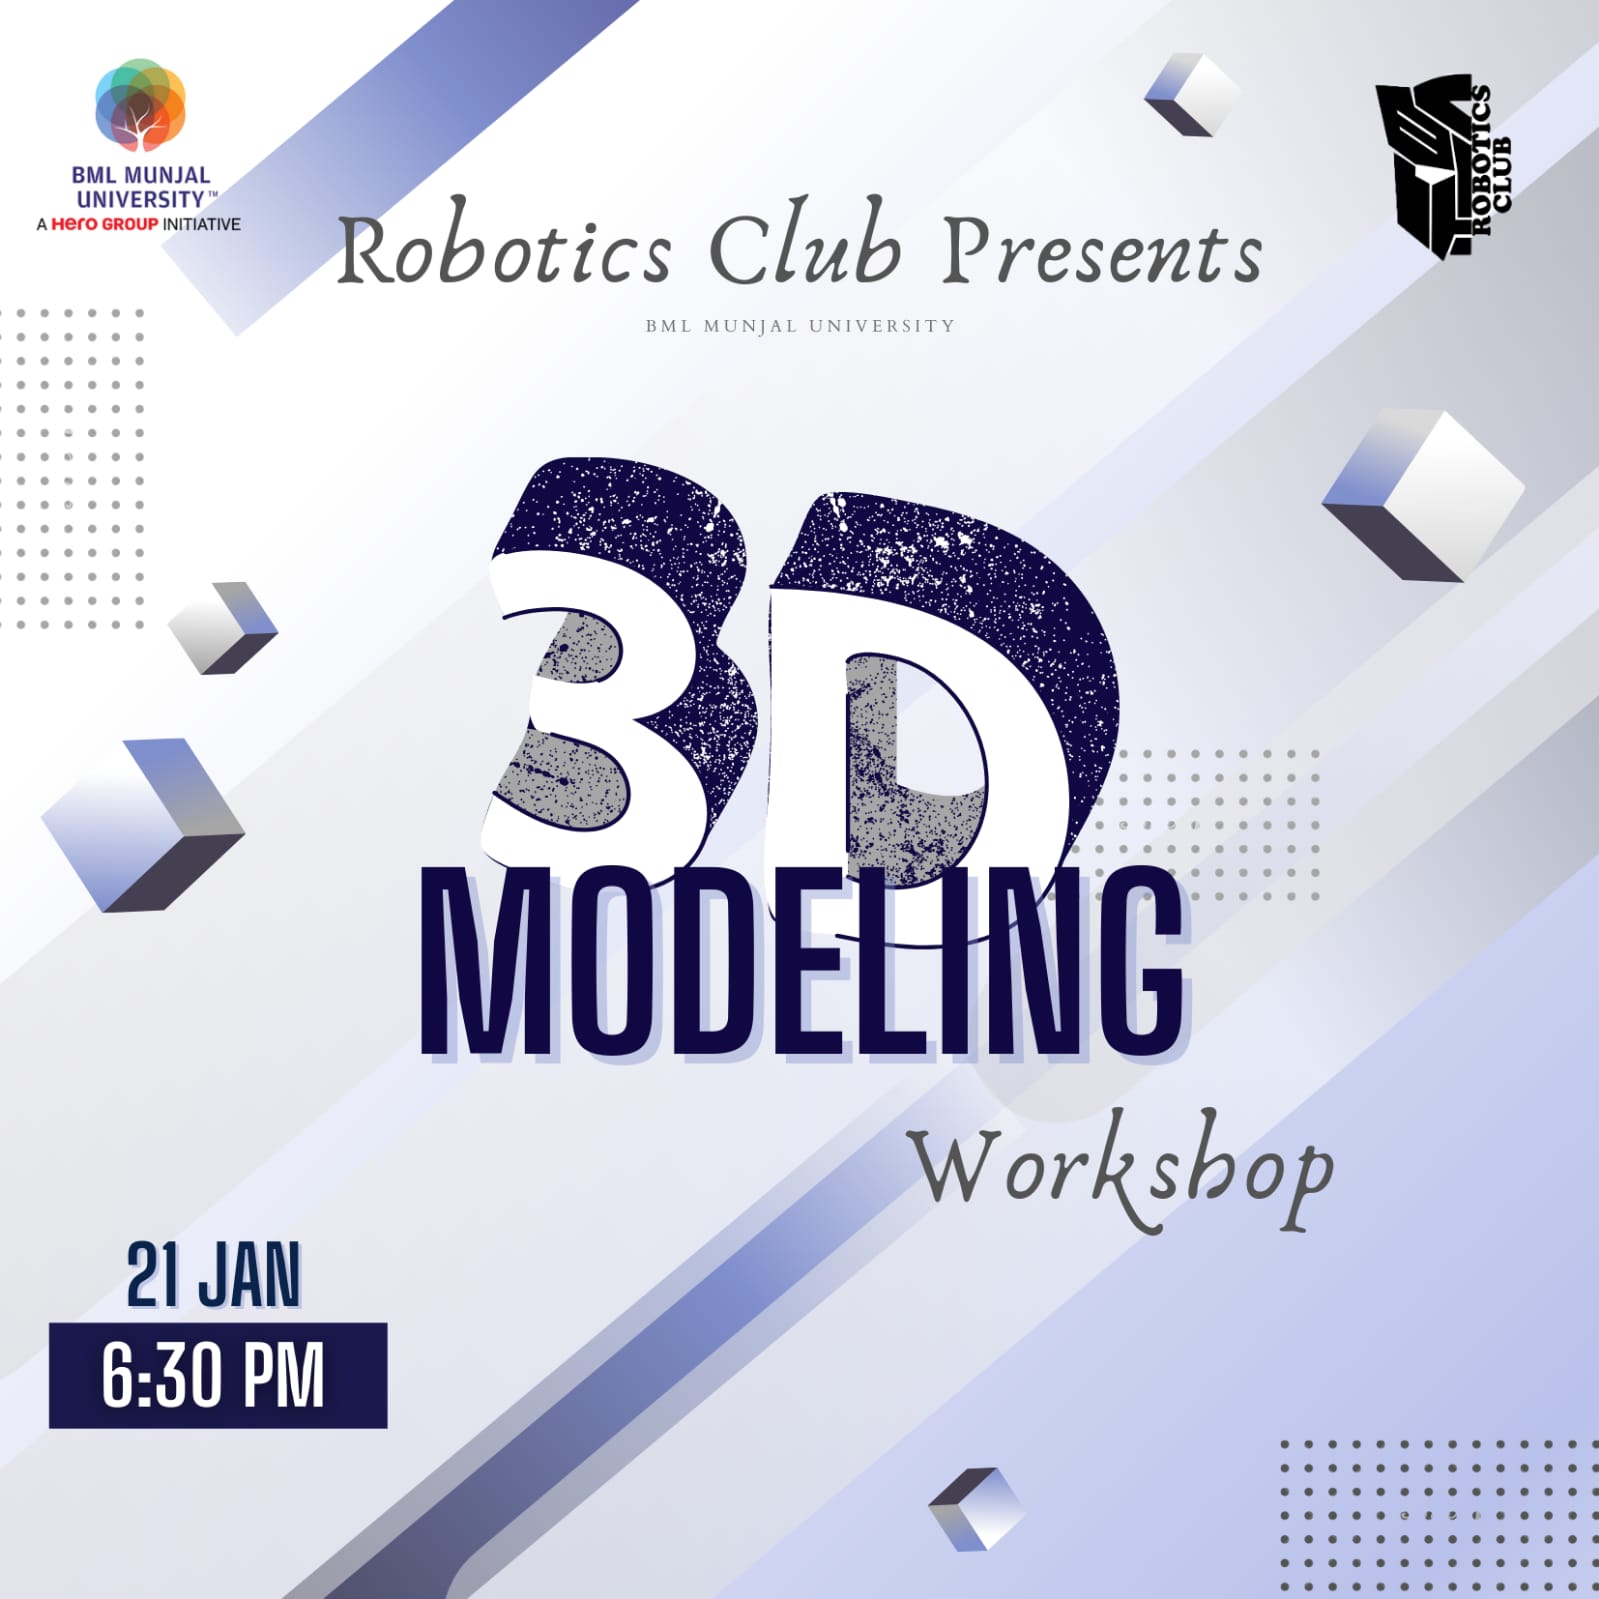 BML MUNJAL
UNIVERSITY™
A Hero GROUP INITIATIVE
ROBOTICS
CLUB
Robotics Club Presents
BML MUNJAL UNIVERSITY
3D
MODELING
Workshop
21 JAN
6:30 PM